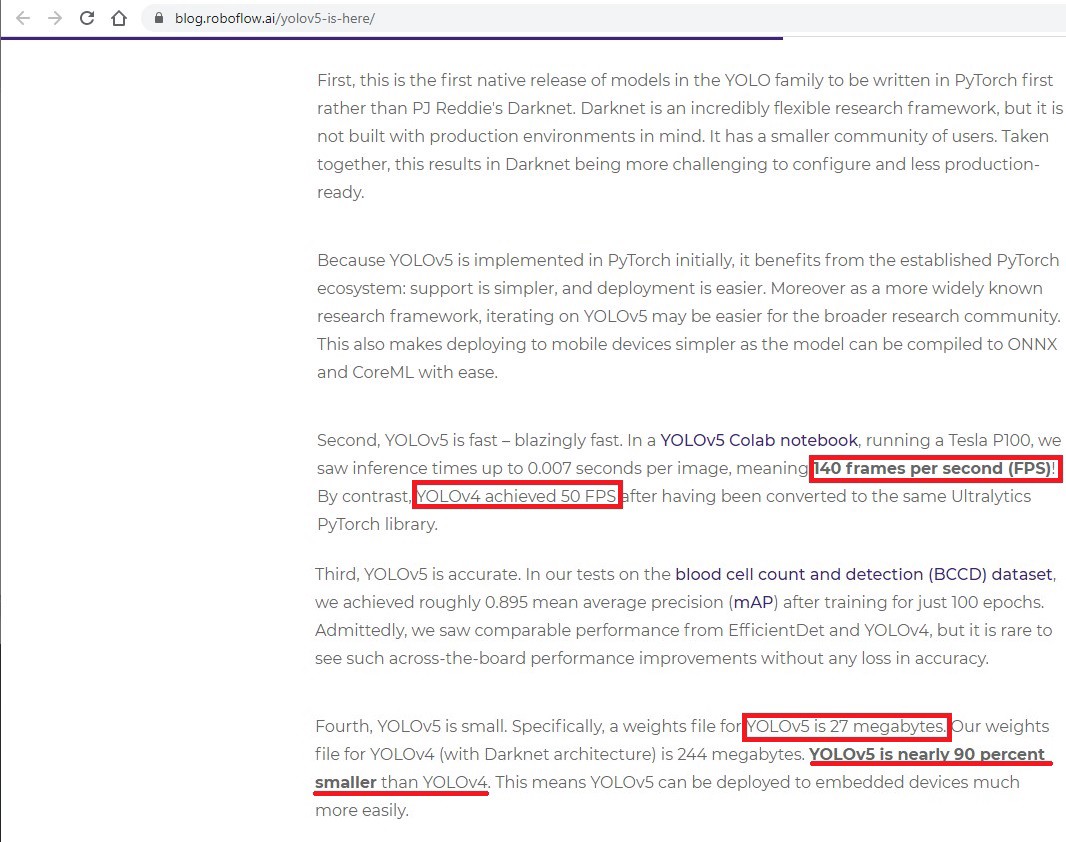 blog.roboflow.ai/yolov5-is-here/
First, this is the first native release of models in the YOLO family to be written in PyTorch first
rather than PJ Reddie's Darknet. Darknet is an incredibly flexible research framework, but it is
not built with production environments in mind. It has a smaller community of users. Taken
together, this results in Darknet being more challenging to configure and less production-
ready.
Because YOLOv5 is implemented in PyTorch initially, it benefits from the established PyTorch
ecosystem: support is simpler, and deployment is easier. Moreover as a more widely known
research framework, iterating on YOLOv5 may be easier for the broader research community.
This also makes deploying to mobile devices simpler as the model can be compiled to ONNX
and CoreML with ease.
Second, YOLOv5 is fast – blazingly fast. In a YOLOv5 Colab notebook, running a Tesla P100, we
saw inference times up to 0.007 seconds per image, meaning 140 frames per second (FPS)!
By contrast, YOLOv4 achieved 50 FPS after having been converted to the same Ultralytics
PyTorch library.
Third, YOLOv5 is accurate. In our tests on the blood cell count and detection (BCCD) dataset,
we achieved roughly 0.895 mean average precision (mAP) after training for just 100 epochs.
Admittedly, we saw comparable performance from EfficientDet and YOLOv4, but it is rare to
see such across-the-board performance improvements without any loss in accuracy.
Fourth, YOLOv5 is small. Specifically, a weights file for YOLOv5 is 27 megabytes. Our weights
file for YOLOv4 (with Darknet architecture) is 244 megabytes. YOLOv5 is nearly 90 percent
smaller than YOLOv4. This means YOLOv5 can be deployed to embedded devices much
more easily.